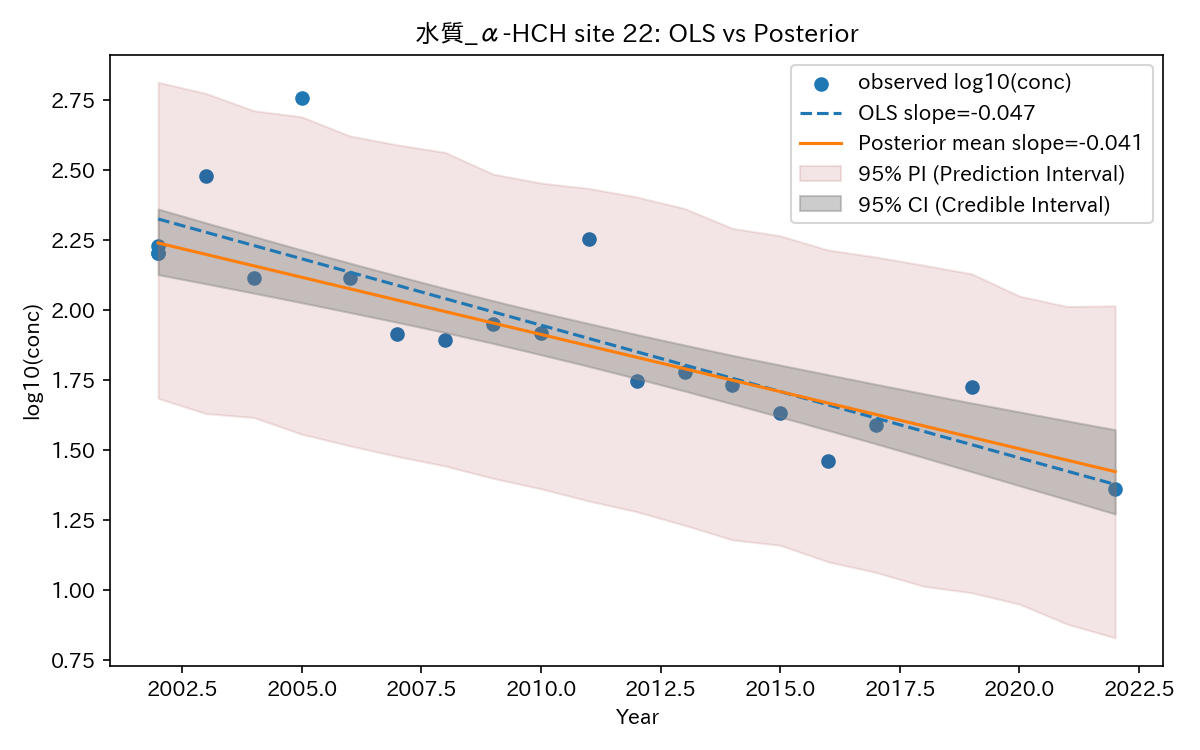 水質_α-HCH site 22: OLS vs Posterior
observed log10(conc)
OLS slope=-0.047
Posterior mean slope=-0.041
95% PI (Prediction Interval)
95% CI (Credible Interval)
log10(conc)
2.75
2.50
2.25
2.00
1.75
1.50
1.25
1.00
0.75
2002.5 2005.0 2007.5 2010.0 2012.5 2015.0 2017.5 2020.0 2022.5
Year